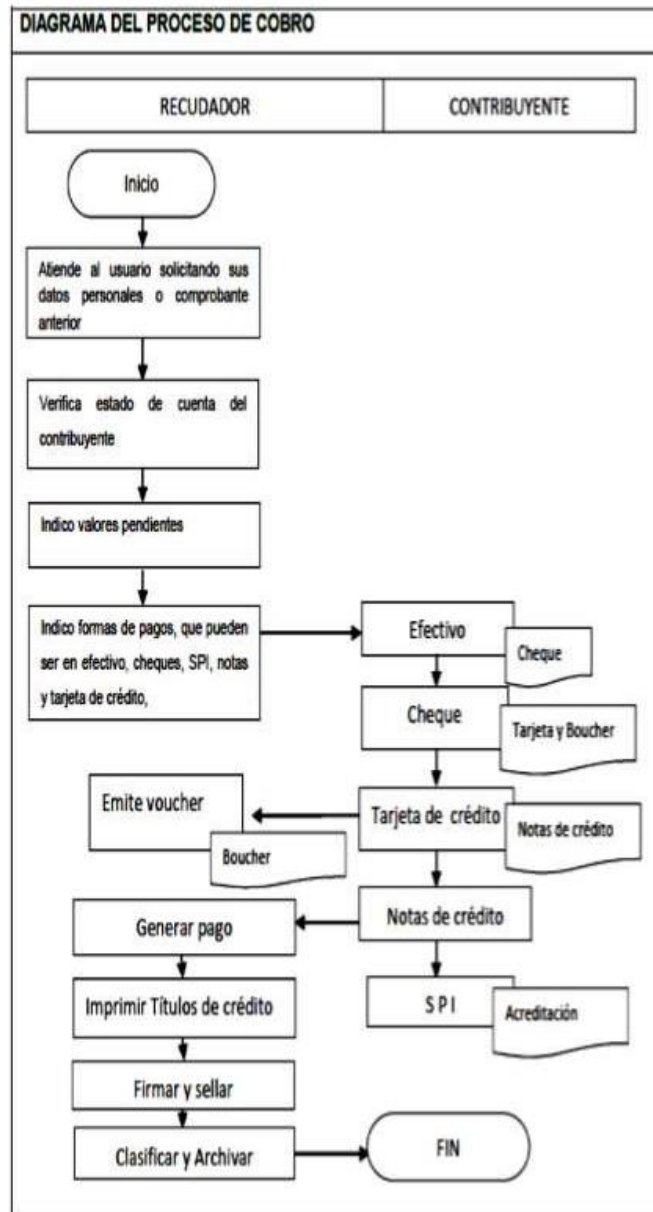 DIAGRAMA DEL PROCESO DE COBRO
RECUDADOR
CONTRIBUYENTE
Inicio
Atiende al usuario solicitando sus
datos personales o comprobante
anterior
Verifica estado de cuenta del
contribuyente
Indico valores pendientes
Indico formas de pagos, que pueden
ser en efectivo, cheques, SPI, notas
y tarjeta de crédito,
Efectivo
Cheque
Cheque
Tarjeta y Boucher
Emite voucher
Boucher
Tarjeta de crédito
Notas de crédito
Generar pago
Notas de crédito
Imprimir Títulos de crédito
S P I
Acreditación
Firmar y sellar
Clasificar y Archivar
FIN